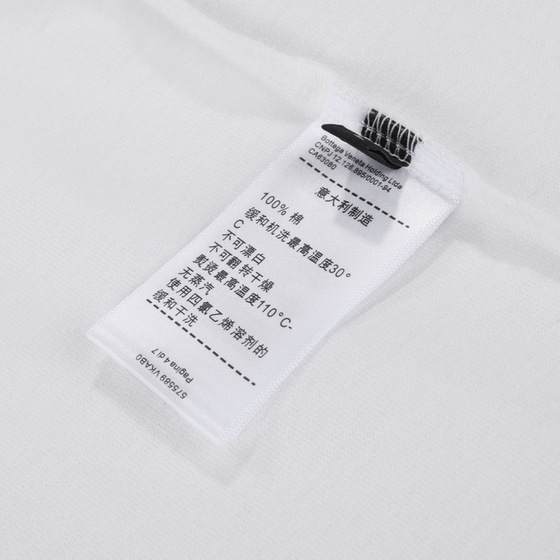 Bottega Veneta Holding Ltda
CNPJ 12.126.695/0001-94
CA63080
意大利制造
100% 棉
缓和机洗最高温度30°
C
不可漂白
不可翻转干燥
熨烫最高温度110°C-
无蒸汽
使用四氯乙烯溶剂的
缓和干洗
Pagina 4 di 7
575589 VKAB0